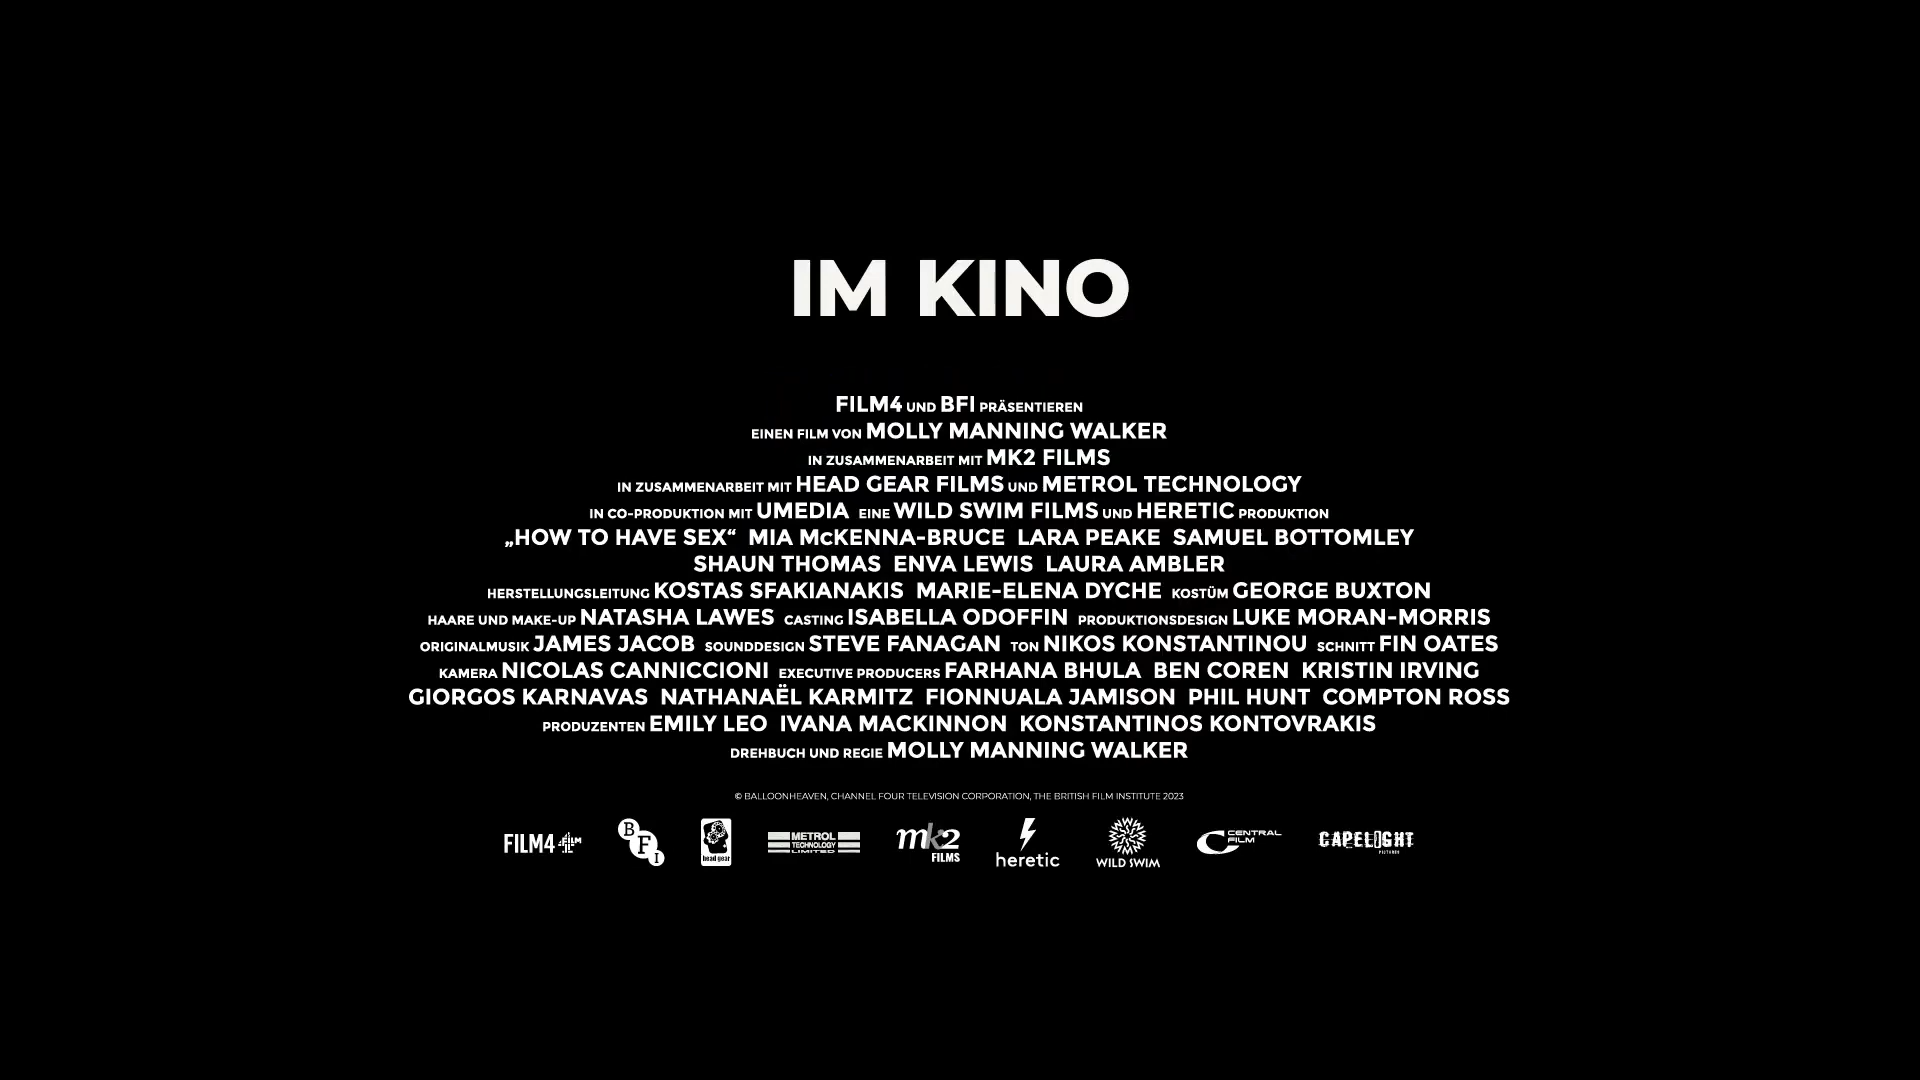 IM KINO
FILM4 UND BFI PRÄSENTIEREN
EINEN FILM VON MOLLY MANNING WALKER
IN ZUSAMMENARBEIT MIT MK2 FILMS
IN ZUSAMMENARBEIT MIT HEAD GEAR FILMS UND METROL TECHNOLOGY
IN CO-PRODUKTION MIT UMEDIA EINE WILD SWIM FILMS UND HERETIC PRODUKTION
„HOW TO HAVE SEX“ MIA McKENNA-BRUCE LARA PEAKE SAMUEL BOTTOMLEY
SHAUN THOMAS ENVA LEWIS LAURA AMBLER
HERSTELLUNGSLEITUNG KOSTAS SFAKIANAKIS MARIE-ELENA DYCHE KOSTÜM GEORGE BUXTON
HAARE UND MAKE-UP NATASHA LAWES CASTING ISABELLA ODOFFIN PRODUKTIONSDESIGN LUKE MORAN-MORRIS
ORIGINALMUSIK JAMES JACOB SOUNDDESIGN STEVE FANAGAN TON NIKOS KONSTANTINOU SCHNITT FIN OATES
KAMERA NICOLAS CANNICCIONI EXECUTIVE PRODUCERS FARHANA BHULA BEN COREN KRISTIN IRVING
GIORGOS KARNAVAS NATHANAËL KARMITZ FIONNUALA JAMISON PHIL HUNT COMPTON ROSS
PRODUZENTEN EMILY LEO IVANA MACKINNON KONSTANTINOS KONTOVRAKIS
DREHBUCH UND REGIE MOLLY MANNING WALKER
© BALLOONHEAVEN, CHANNEL FOUR TELEVISION CORPORATION, THE BRITISH FILM INSTITUTE 2023
FILM4 4 FILM
BFI
head gear
METROL
TECHNOLOGY
LIMITED
mk2
FILMS
heretic
WILD SWIM
CENTRAL
FILM
CAPELIGHT
PICTURES